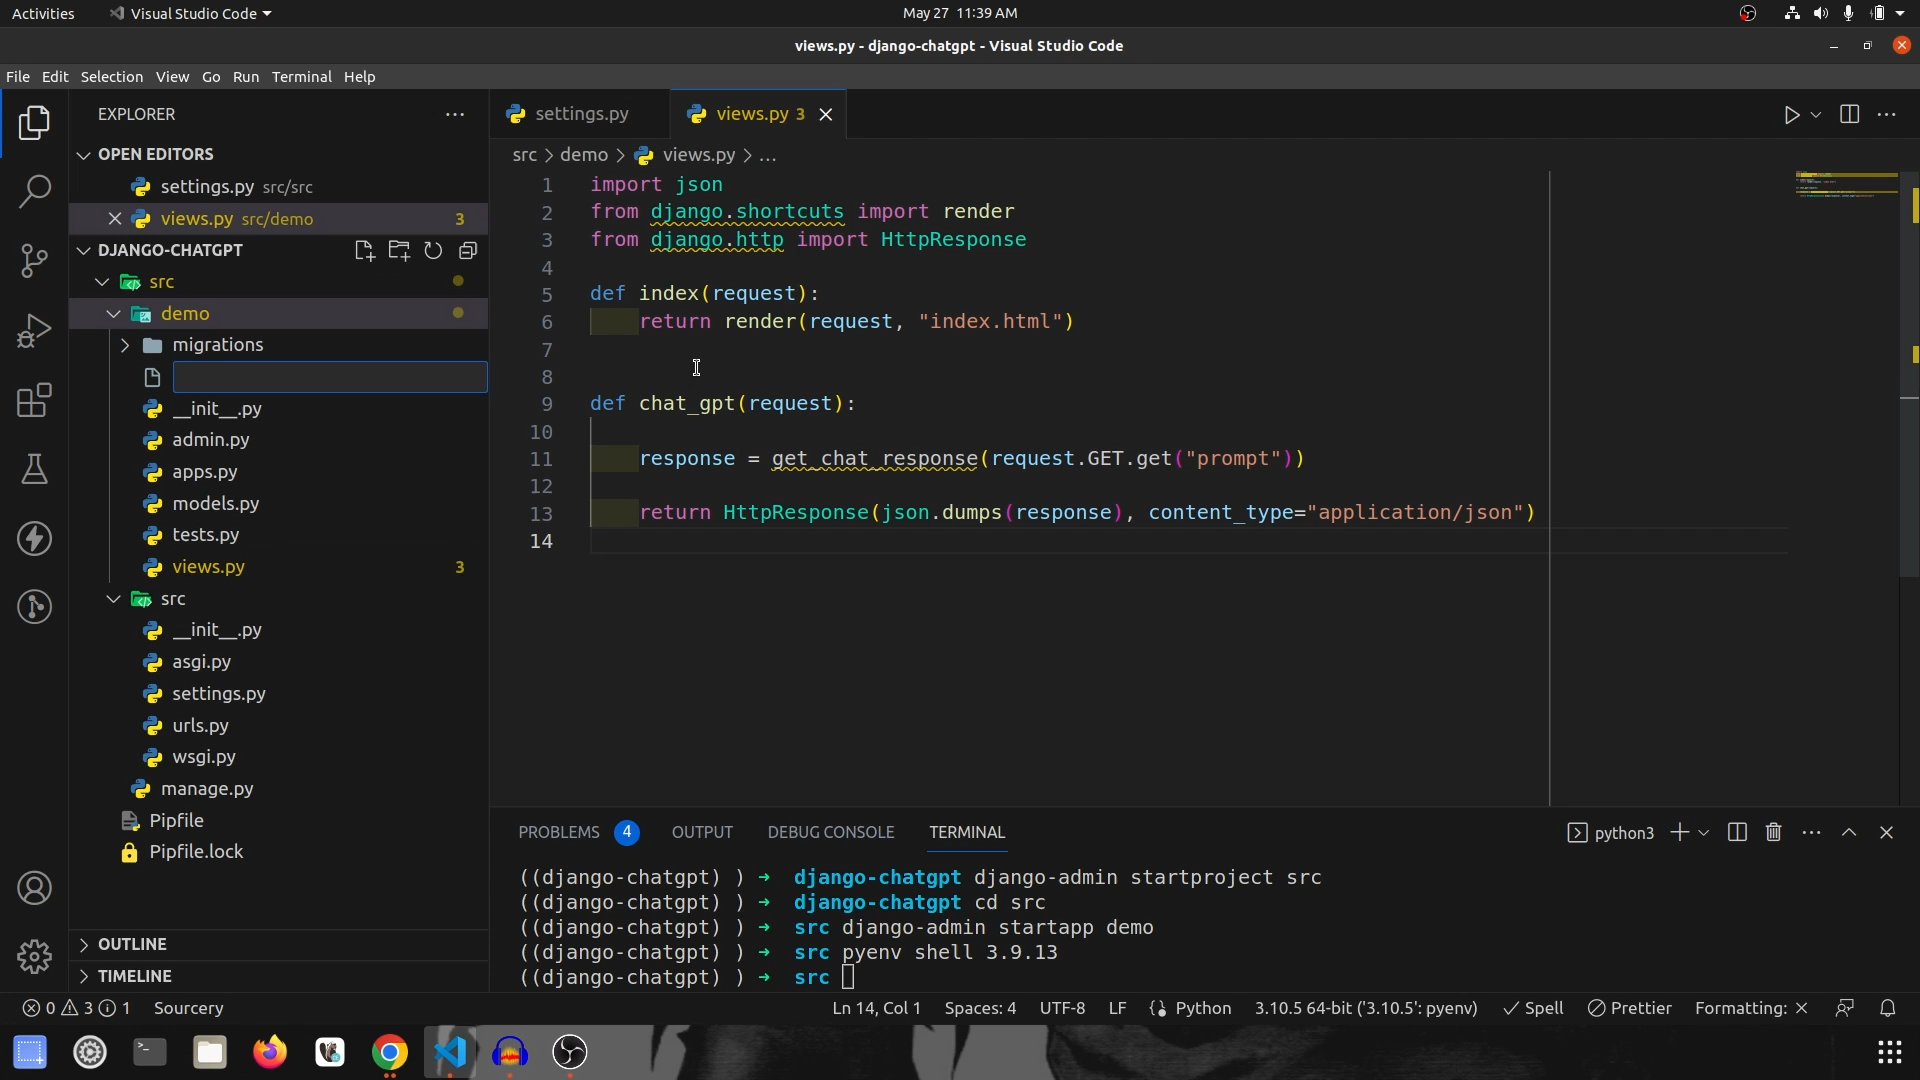 Activities
Visual Studio Code
May 27 11:39 AM
views.py - django-chatgpt - Visual Studio Code
File Edit Selection View Go Run Terminal Help
EXPLORER
OPEN EDITORS
settings.py src/src
views.py src/demo 3
DJANGO-CHATGPT
src
demo
migrations
__init__.py
admin.py
apps.py
models.py
tests.py
views.py 3
src
__init__.py
asgi.py
settings.py
urls.py
wsgi.py
manage.py
Pipfile
Pipfile.lock
OUTLINE
TIMELINE
settings.py
views.py 3
src > demo > views.py > ...
1 import json
2 from django.shortcuts import render
3 from django.http import HttpResponse
4
5 def index(request):
6 return render(request, "index.html")
7
8
9 def chat_gpt(request):
10
11 response = get_chat_response(request.GET.get("prompt"))
12
13 return HttpResponse(json.dumps(response), content_type="application/json")
14
PROBLEMS 4 OUTPUT DEBUG CONSOLE TERMINAL
python3
((django-chatgpt) ) ➜ django-chatgpt django-admin startproject src
((django-chatgpt) ) ➜ django-chatgpt cd src
((django-chatgpt) ) ➜ src django-admin startapp demo
((django-chatgpt) ) ➜ src pyenv shell 3.9.13
((django-chatgpt) ) ➜ src
0 3 1 Sourcery
Ln 14, Col 1 Spaces: 4 UTF-8 LF Python 3.10.5 64-bit ('3.10.5': pyenv) Spell Prettier Formatting: ×